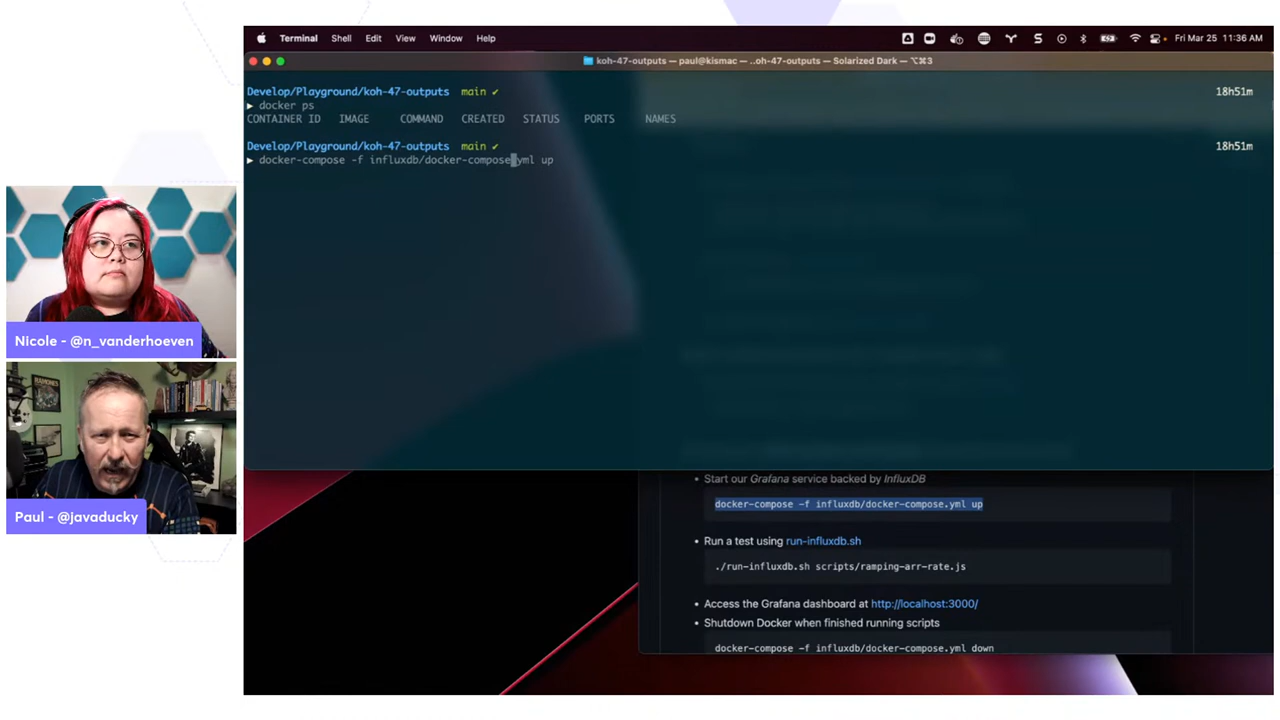 Terminal Shell Edit View Window Help Fri Mar 25 11:36 AM
koh-47-outputs — paul@kismac — ..oh-47-outputs — Solarized Dark — ⌥⌘3
Develop/Playground/koh-47-outputs main ✔ 18h51m
▶ docker ps
CONTAINER ID IMAGE COMMAND CREATED STATUS PORTS NAMES
Develop/Playground/koh-47-outputs main ✔ 18h51m
▶ docker-compose -f influxdb/docker-compose.yml up
Nicole - @n_vanderhoeven
Paul - @javaducky
• Start our Grafana service backed by InfluxDB
docker-compose -f influxdb/docker-compose.yml up
• Run a test using run-influxdb.sh
./run-influxdb.sh scripts/ramping-arr-rate.js
• Access the Grafana dashboard at http://localhost:3000/
• Shutdown Docker when finished running scripts
docker-compose -f influxdb/docker-compose.yml down